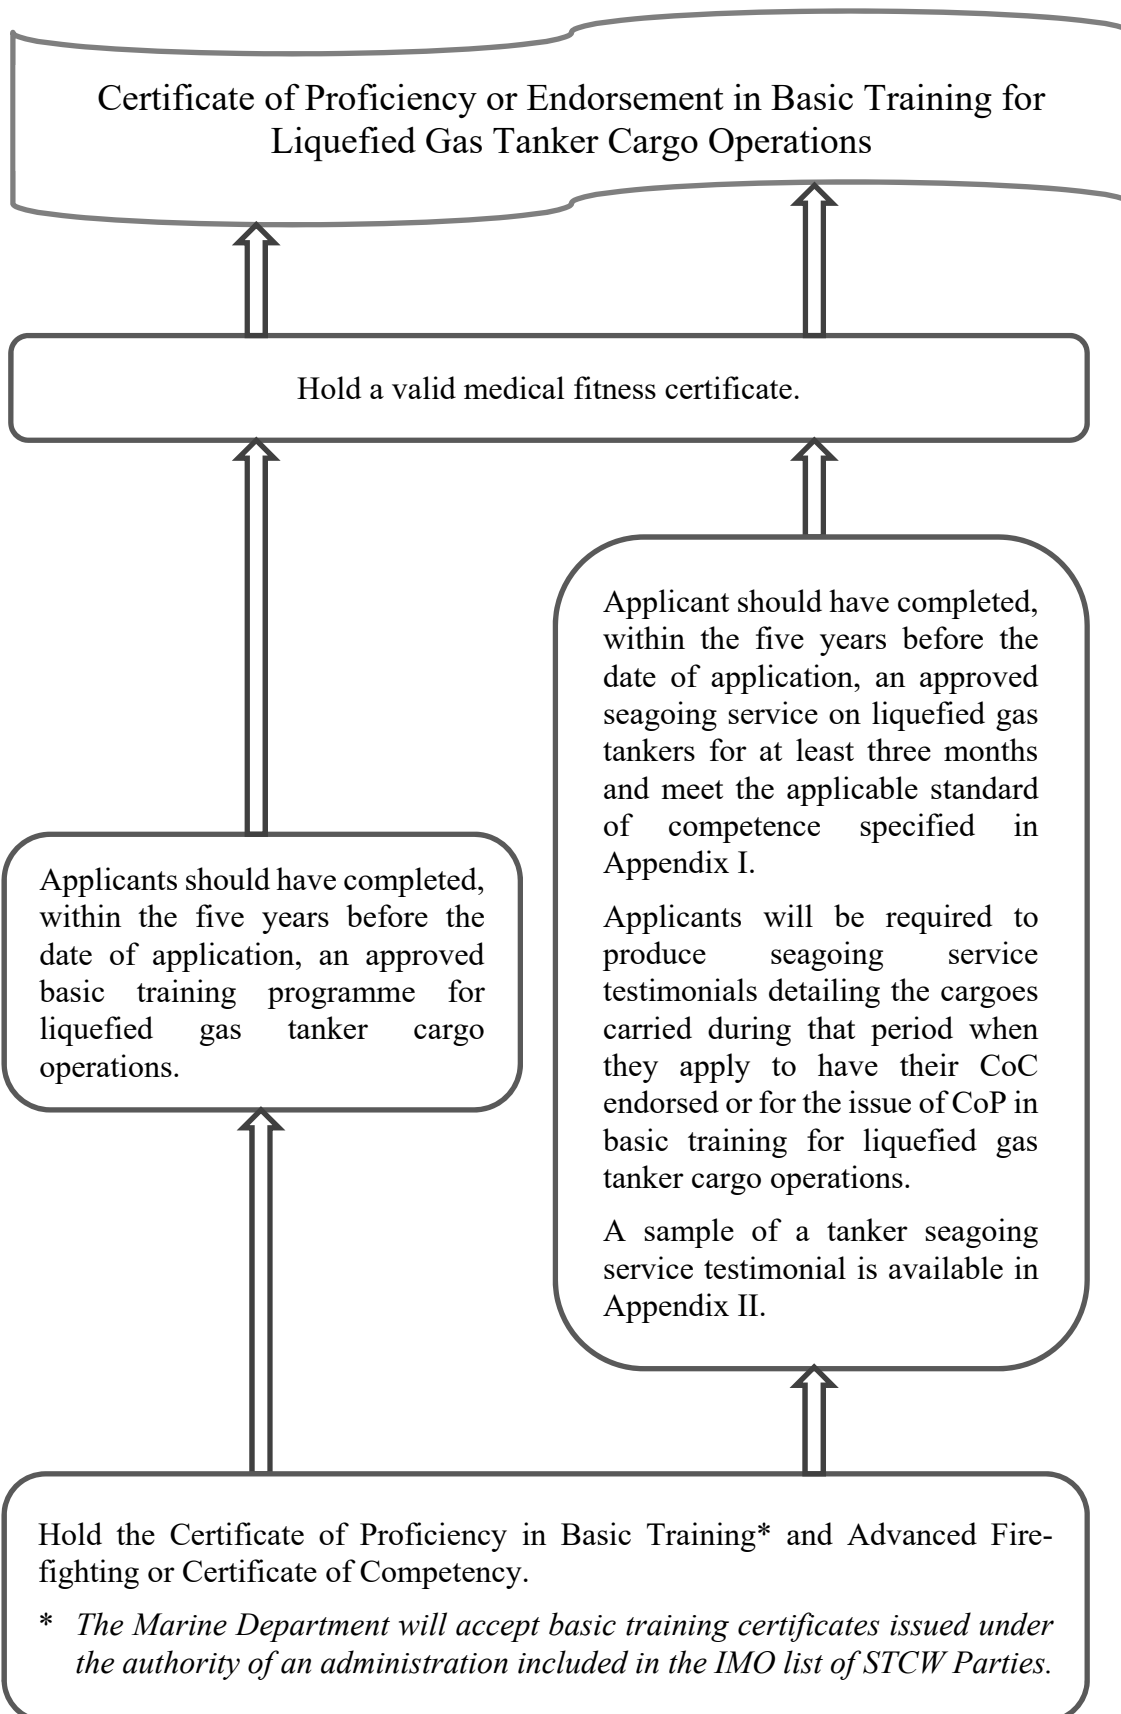 Certificate of Proficiency or Endorsement in Basic Training for
Liquefied Gas Tanker Cargo Operations
Hold a valid medical fitness certificate.
Applicant should have completed,
within the five years before the
date of application, an approved
seagoing service on liquefied gas
tankers for at least three months
and meet the applicable standard
of competence specified in
Appendix I.
Applicants will be required to
produce seagoing service
testimonials detailing the cargoes
carried during that period when
they apply to have their CoC
endorsed or for the issue of CoP in
basic training for liquefied gas
tanker cargo operations.
A sample of a tanker seagoing
service testimonial is available in
Appendix II.
Applicants should have completed,
within the five years before the
date of application, an approved
basic training programme for
liquefied gas tanker cargo
operations.
Hold the Certificate of Proficiency in Basic Training* and Advanced Fire-
fighting or Certificate of Competency.
* The Marine Department will accept basic training certificates issued under
the authority of an administration included in the IMO list of STCW Parties.